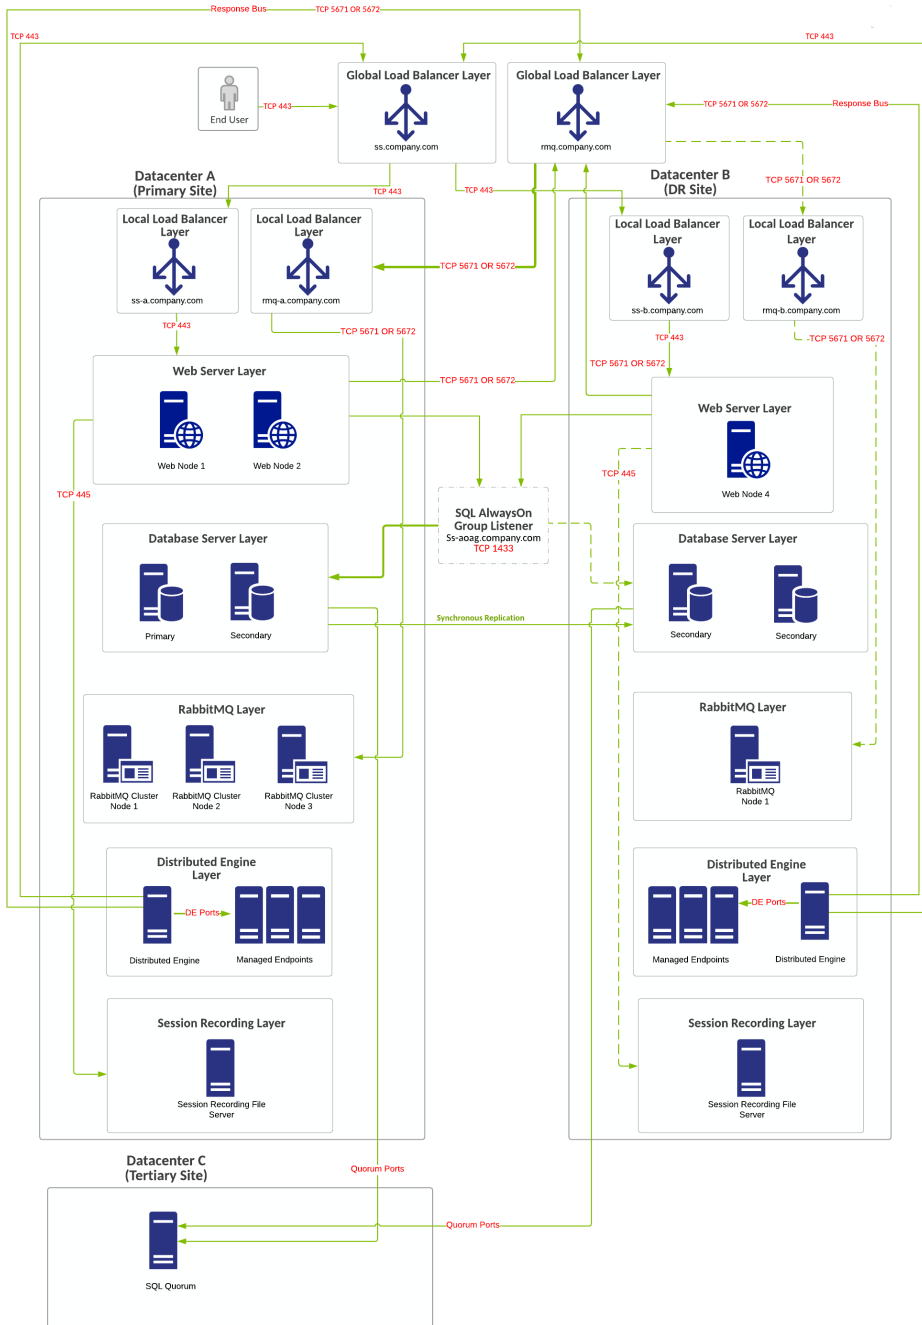 Response Bus
TCP 5671 OR 5672
TCP 443
TCP 443
Global Load Balancer Layer
ss.company.com
Global Load Balancer Layer
rmq.company.com
End User
TCP 443
TCP 5671 OR 5672
Response Bus
Datacenter A
(Primary Site)
TCP 443
TCP 443
Datacenter B
(DR Site)
TCP 5671 OR 5672
Local Load Balancer
Layer
ss-a.company.com
Local Load Balancer
Layer
rmq-a.company.com
TCP 5671 OR 5672
Local Load Balancer
Layer
ss-b.company.com
Local Load Balancer
Layer
rmq-b.company.com
TCP 443
TCP 5671 OR 5672
TCP 443
TCP 5671 OR 5672
Web Server Layer
Web Node 1
Web Node 2
TCP 5671 OR 5672
TCP 5671 OR 5672
Web Server Layer
Web Node 4
TCP 445
TCP 445
SQL AlwaysOn
Group Listener
Ss-aoag.company.com
TCP 1433
Database Server Layer
Primary
Secondary
Synchronous Replication
Database Server Layer
Secondary
Secondary
RabbitMQ Layer
RabbitMQ Cluster
Node 1
RabbitMQ Cluster
Node 2
RabbitMQ Cluster
Node 3
RabbitMQ Layer
RabbitMQ
Node 1
Distributed Engine
Layer
DE Ports
Distributed Engine
Managed Endpoints
Distributed Engine
Layer
DE Ports
Managed Endpoints
Distributed Engine
Session Recording Layer
Session Recording File
Server
Session Recording Layer
Session Recording File
Server
Datacenter C
(Tertiary Site)
Quorum Ports
Quorum Ports
SQL Quorum